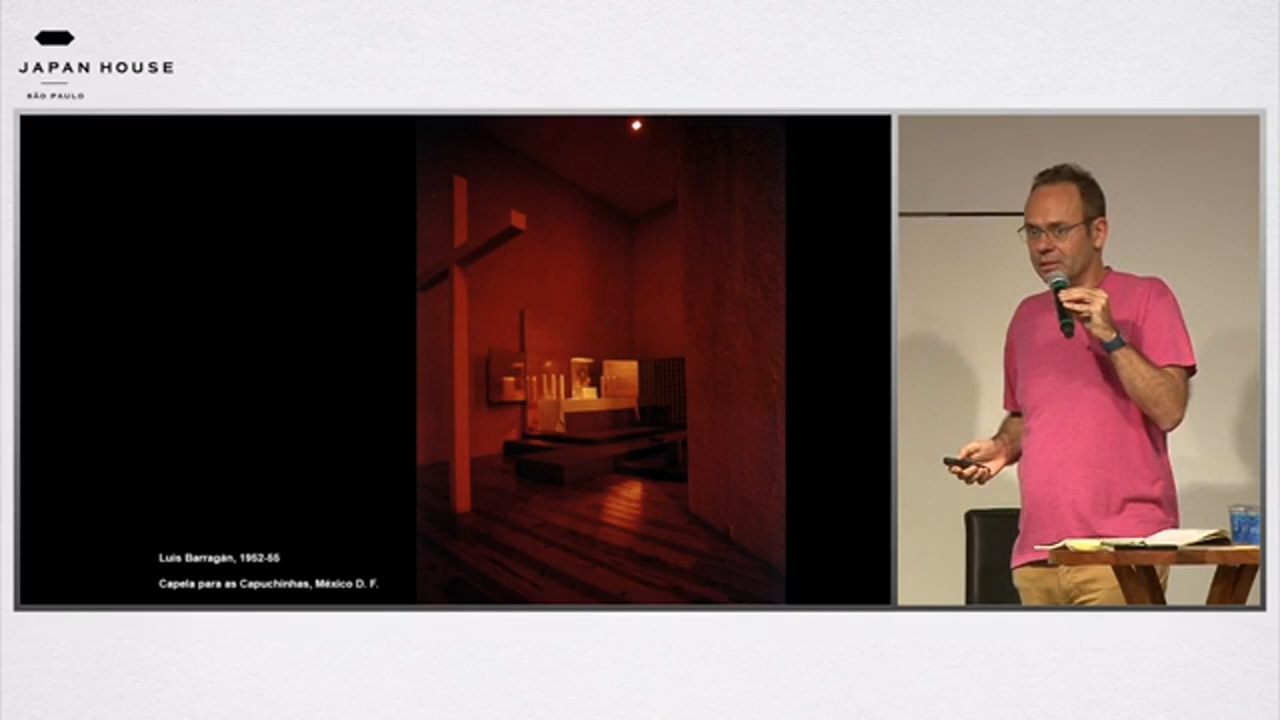 JAPAN HOUSE
SÃO PAULO
Luis Barragán, 1952-55
Capela para as Capuchinhas, México D. F.